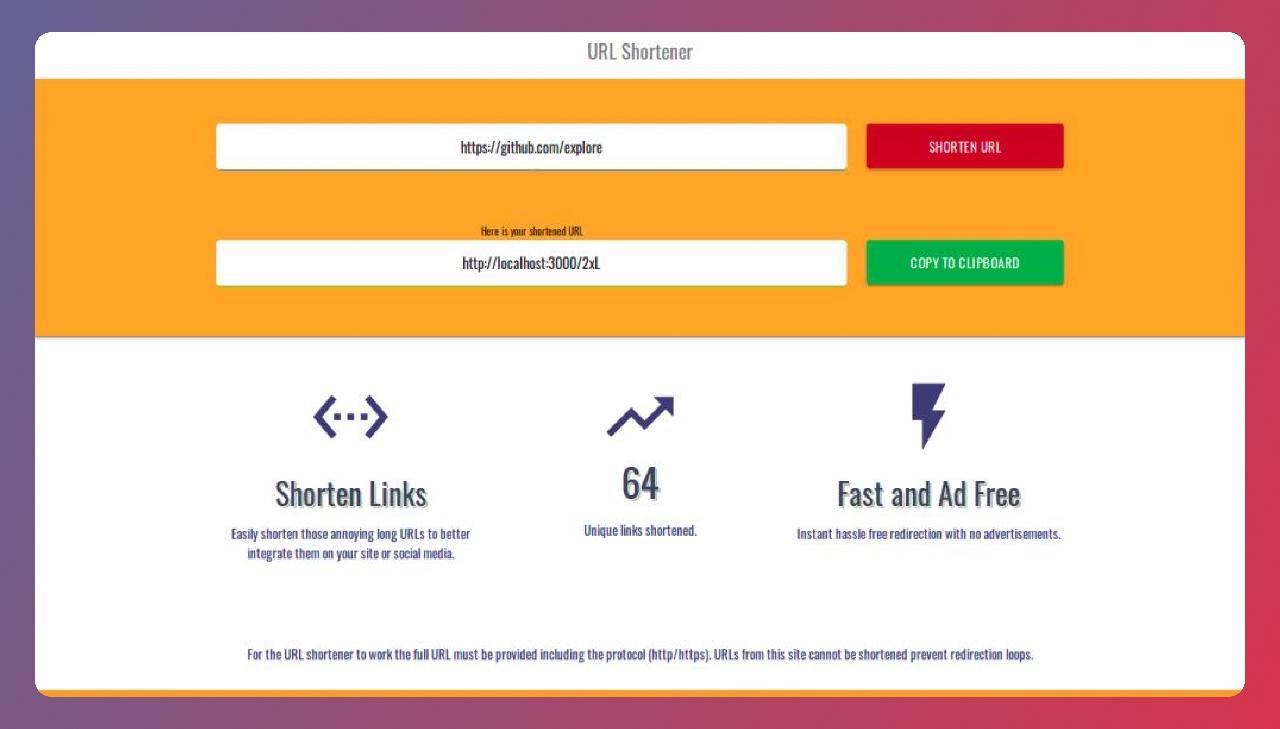 URL Shortener
https://github.com/explore
SHORTEN URL
Here is your shortened URL
http://localhost:3000/2xL
COPY TO CLIPBOARD
Shorten Links
Easily shorten those annoying long URLs to better
integrate them on your site or social media.
64
Unique links shortened.
Fast and Ad Free
Instant hassle free redirection with no advertisements.
For the URL shortener to work the full URL must be provided including the protocol (http/https). URLs from this site cannot be shortened prevent redirection loops.